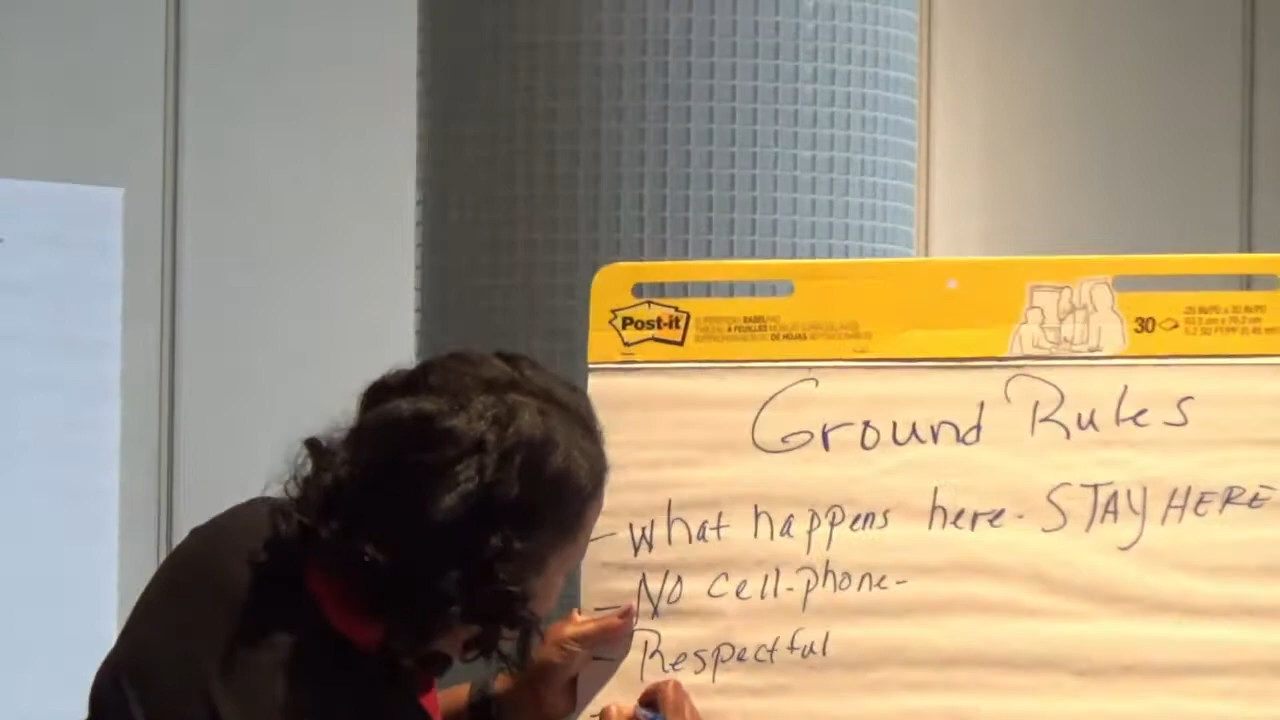 Post-it
30
Ground Rules
- What happens here - STAY HERE
- No cell-phone -
- Respectful